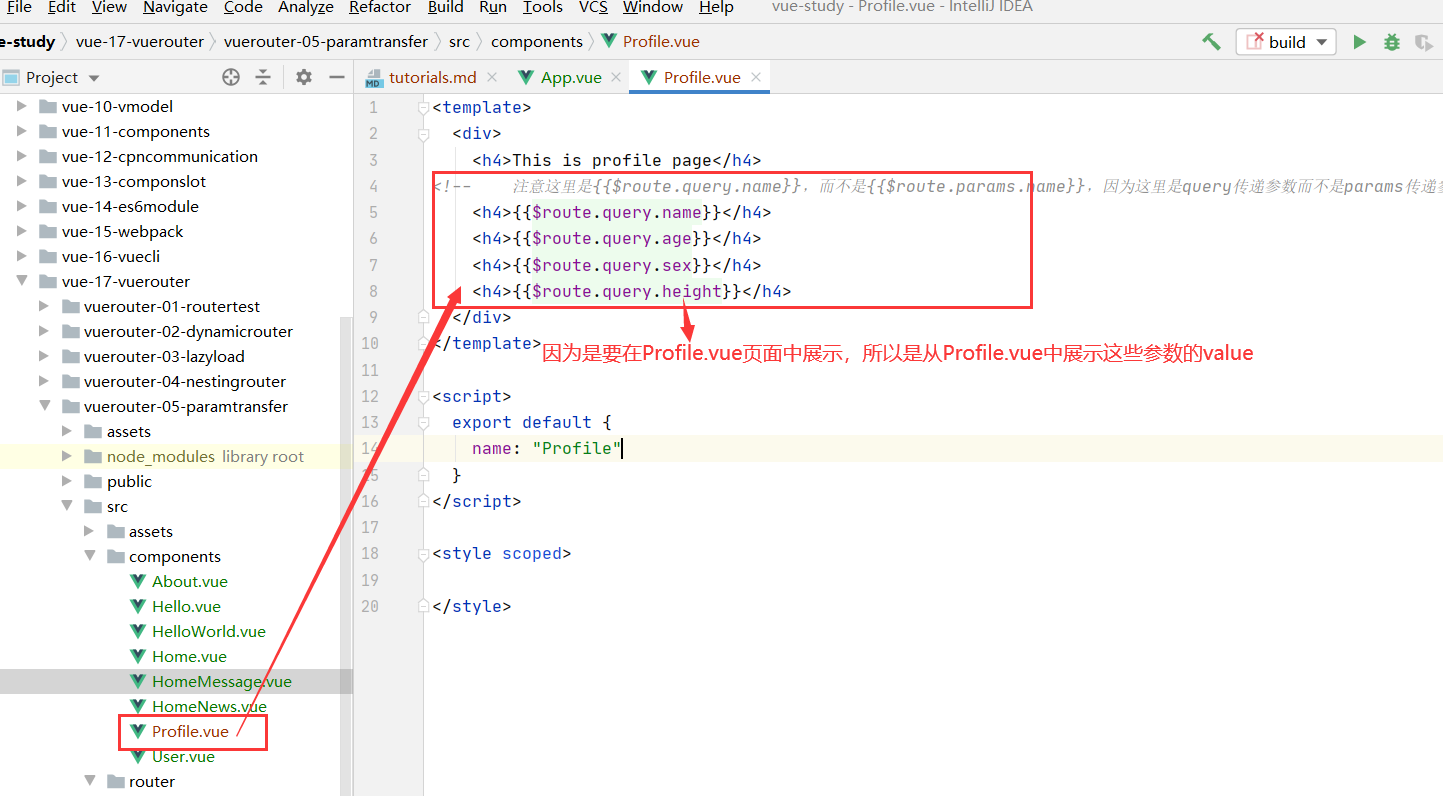 File Edit View Navigate Code Analyze Refactor Build Run Tools VCS Window Help vue-study - Profile.vue - IntelliJ IDEA
e-study vue-17-vuerouter vuerouter-05-paramtransfer src components Profile.vue build
Project tutorials.md App.vue Profile.vue
vue-10-vmodel
vue-11-components
vue-12-cpncommunication
vue-13-componslot
vue-14-es6module
vue-15-webpack
vue-16-vuecli
vue-17-vuerouter
vuerouter-01-routertest
vuerouter-02-dynamicrouter
vuerouter-03-lazyload
vuerouter-04-nestingrouter
vuerouter-05-paramtransfer
assets
node_modules library root
public
src
assets
components
About.vue
Hello.vue
HelloWorld.vue
Home.vue
HomeMessage.vue
HomeNews.vue
Profile.vue
User.vue
router
1 <template>
2 <div>
3 <h4>This is profile page</h4>
4 <!-- 注意这里是{{$route.query.name}}，而不是{{$route.params.name}}，因为这里是query传递参数而不是params传递
5 <h4>{{$route.query.name}}</h4>
6 <h4>{{$route.query.age}}</h4>
7 <h4>{{$route.query.sex}}</h4>
8 <h4>{{$route.query.height}}</h4>
9 </div>
10 </template>
因为是要在Profile.vue页面中展示，所以是从Profile.vue中展示这些参数的value
11
12 <script>
13 export default {
14 name: "Profile"
15 }
16 </script>
17
18 <style scoped>
19
20 </style>